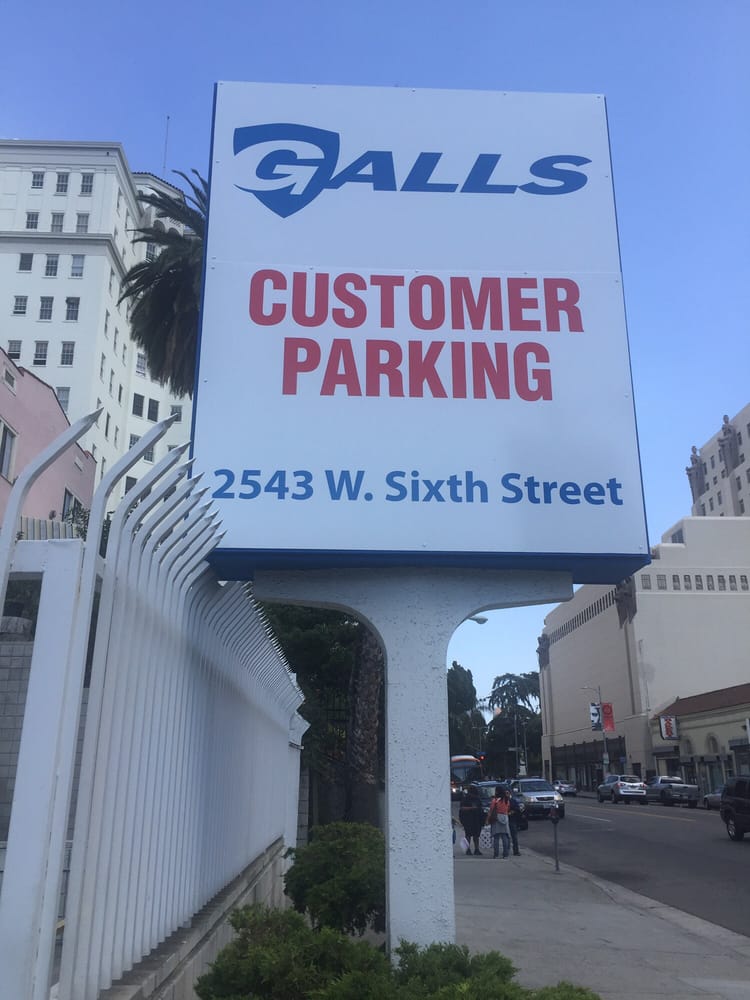 GALLS
CUSTOMER
PARKING
2543 W. Sixth Street